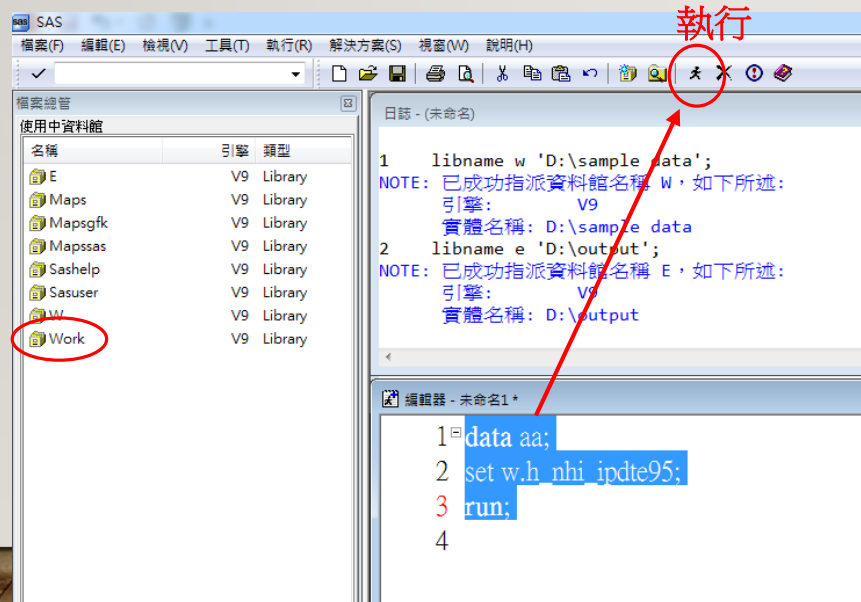 執行
sas SAS
檔案(F) 編輯(E) 檢視(V) 工具(T) 執行(R) 解決方案(S) 視窗(W) 說明(H)
檔案總管
使用中資料館
名稱 引擎 類型
E V9 Library
Maps V9 Library
Mapsgfk V9 Library
Mapssas V9 Library
Sashelp V9 Library
Sasuser V9 Library
W V9 Library
Work V9 Library
日誌 - (未命名)
1 libname w 'D:\sample data';
NOTE: 已成功指派資料館名稱 W，如下所述:
引擎: V9
實體名稱: D:\sample data
2 libname e 'D:\output';
NOTE: 已成功指派資料館名稱 E，如下所述:
引擎: V9
實體名稱: D:\output
編輯器 - 未命名1 *
1 data aa;
2 set w.h_nhi_ipdte95;
3 run;
4